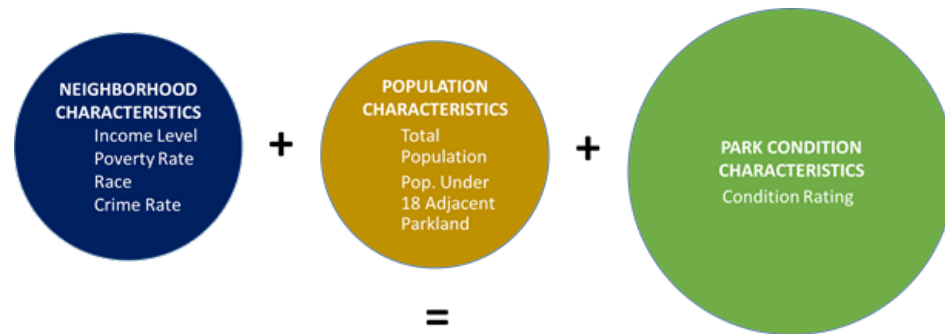 NEIGHBORHOOD
CHARACTERISTICS
Income Level
Poverty Rate
Race
Crime Rate
+
POPULATION
CHARACTERISTICS
Total
Population
Pop. Under
18 Adjacent
Parkland
+
PARK CONDITION
CHARACTERISTICS
Condition Rating
=